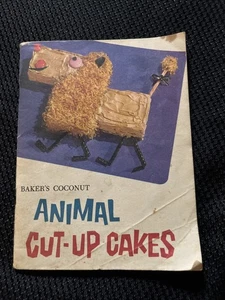 BAKER'S COCONUT
ANIMAL
CUT-UP CAKES